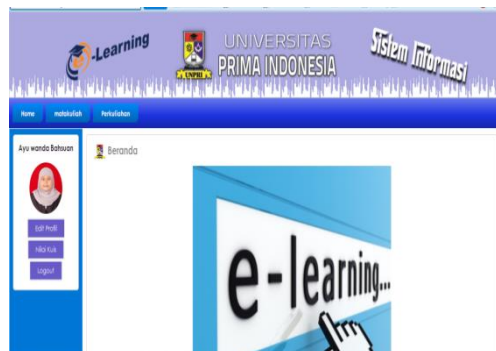 e-Learning
UNIVERSITAS
PRIMA INDONESIA
UNPRI
Sistem Informasi
Home matakuliah Perkuliahan
Ayu wanda Bahsuan
Beranda
Edit Profil
Nilai Kuis
Logout
e-learning...